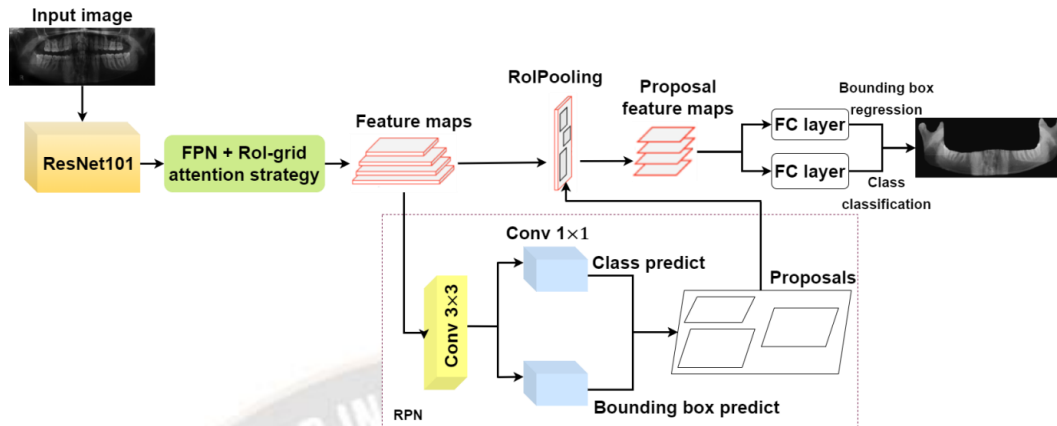 Input image
ResNet101
FPN + RoI-grid
attention strategy
Feature maps
RoIPooling
Proposal
feature maps
FC layer
FC layer
Bounding box
regression
Class
classification
Conv 3×3
Conv 1×1
Class predict
Bounding box predict
Proposals
RPN